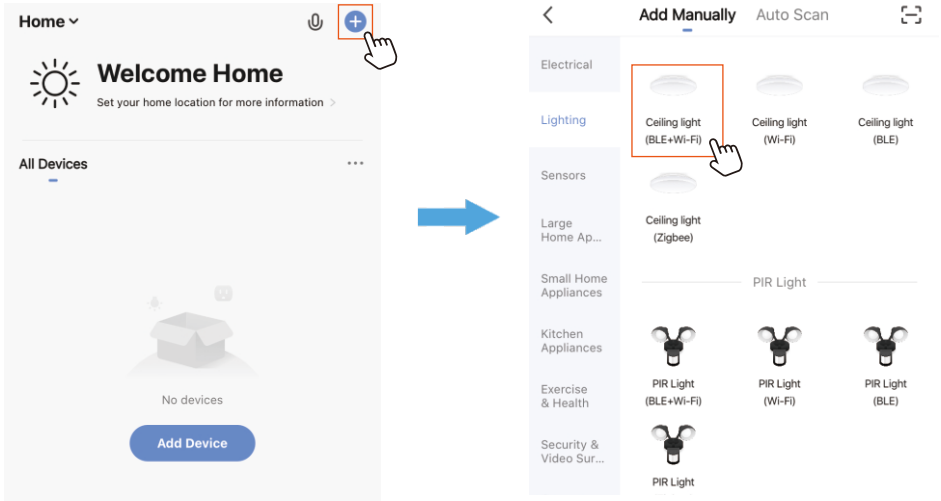 Home
Welcome Home
Set your home location for more information
All Devices
No devices
Add Device
Add Manually
Auto Scan
Electrical
Lighting
Sensors
Large
Home Ap...
Small Home
Appliances
Kitchen
Appliances
Exercise
& Health
Security &
Video Sur...
Ceiling light
(BLE+Wi-Fi)
Ceiling light
(Wi-Fi)
Ceiling light
(BLE)
Ceiling light
(Zigbee)
PIR Light
PIR Light
(BLE+Wi-Fi)
PIR Light
(Wi-Fi)
PIR Light
(BLE)
PIR Light